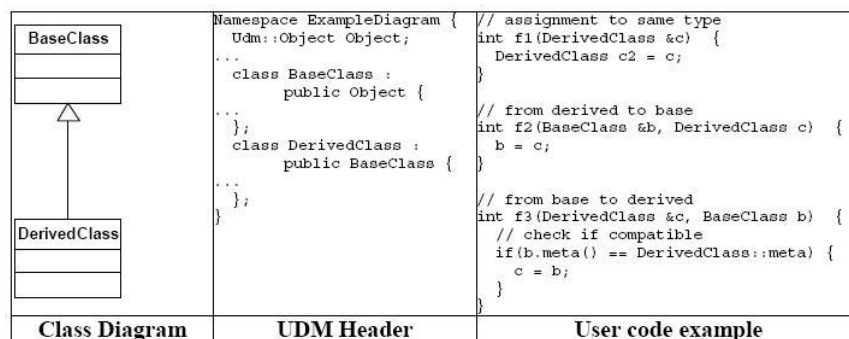 BaseClass
DerivedClass
Namespace ExampleDiagram {
Udm::Object Object;
...
class BaseClass :
public Object {
...
};
class DerivedClass :
public BaseClass {
...
};
}
// assignment to same type
int f1(DerivedClass &c) {
DerivedClass c2 = c;
}
// from derived to base
int f2(BaseClass &b, DerivedClass c) {
b = c;
}
// from base to derived
int f3(DerivedClass &c, BaseClass b) {
// check if compatible
if(b.meta() == DerivedClass::meta) {
c = b;
}
}
Class Diagram
UDM Header
User code example